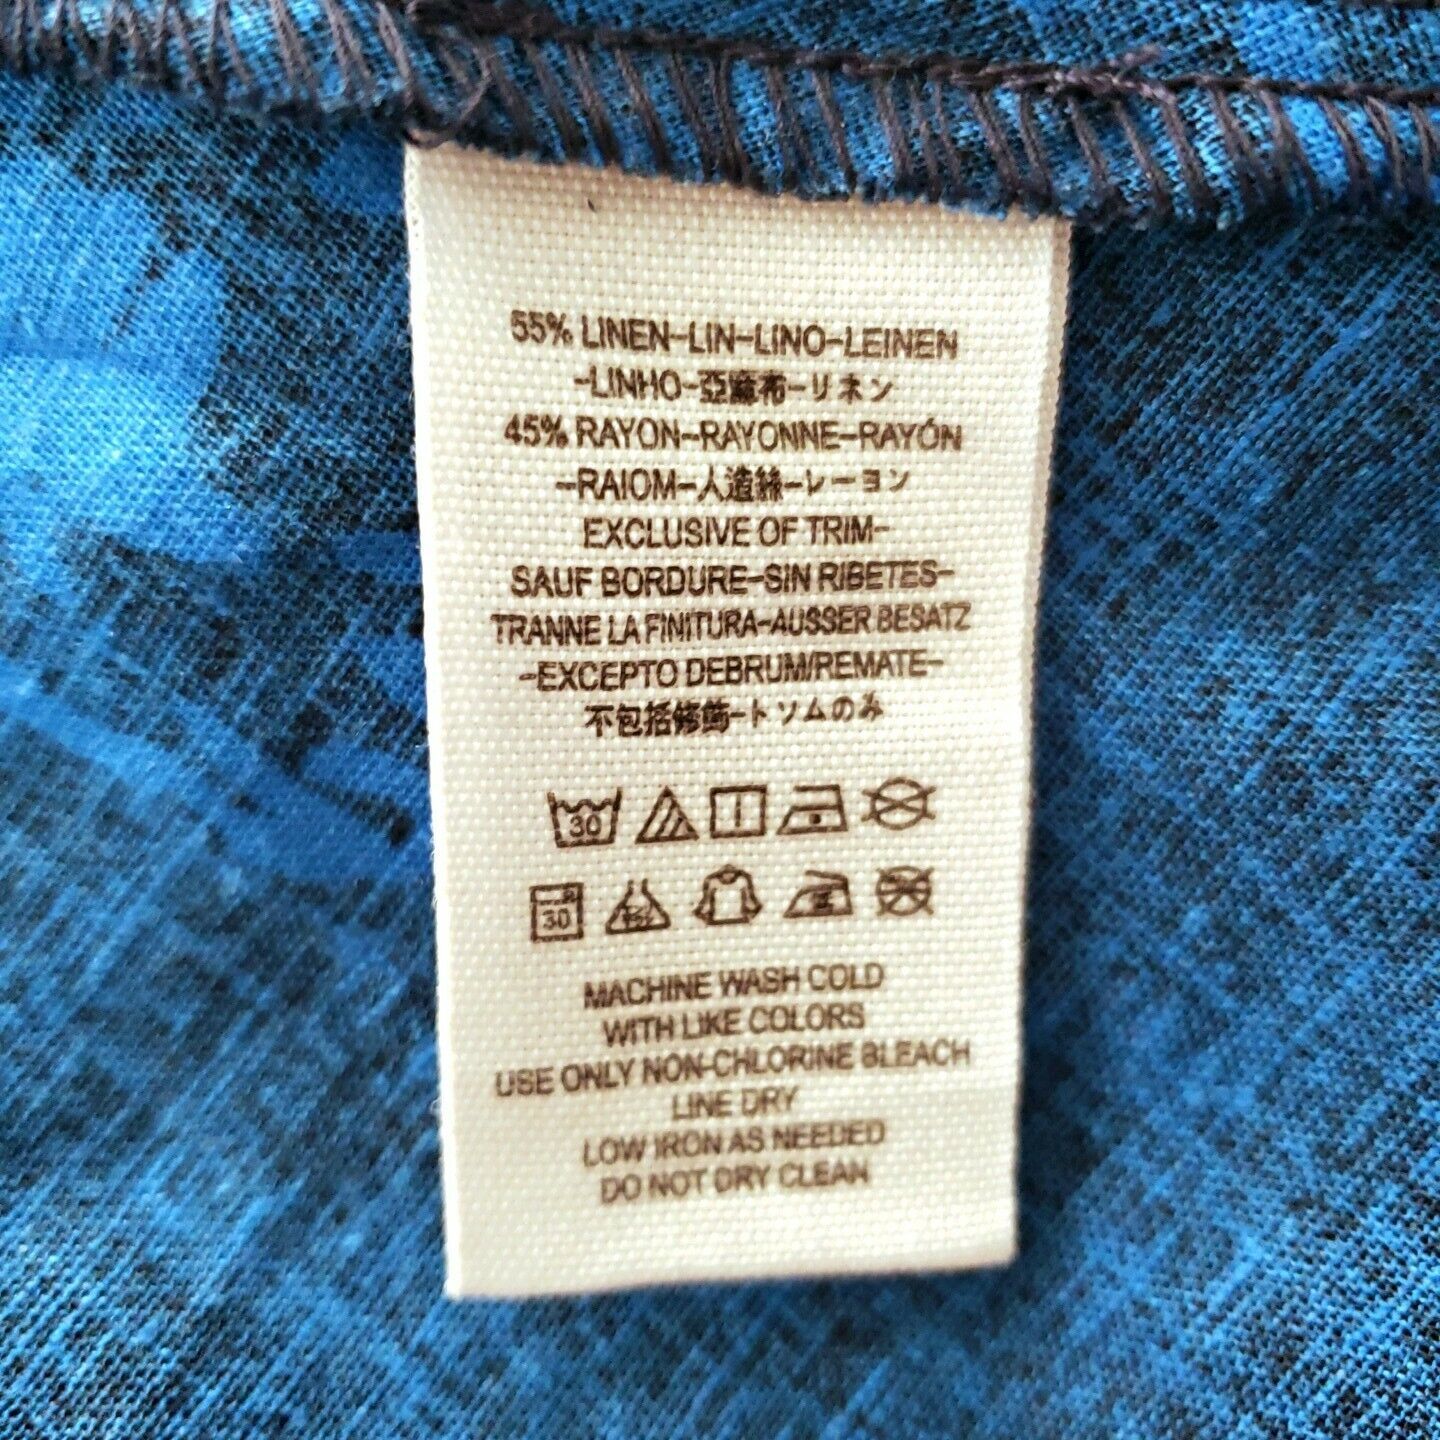 55% LINEN-LIN-LINO-LEINEN
-LINHO-亞麻布-リネン
45% RAYON-RAYONNE-RAYÓN
-RAIOM-人造絲-レーヨン
EXCLUSIVE OF TRIM-
SAUF BORDURE-SIN RIBETES-
TRANNE LA FINITURA-AUSSER BESATZ
-EXCEPTO DEBRUM/REMATE-
不包括修飾-トソムのみ
30
30
MACHINE WASH COLD
WITH LIKE COLORS
USE ONLY NON-CHLORINE BLEACH
LINE DRY
LOW IRON AS NEEDED
DO NOT DRY CLEAN